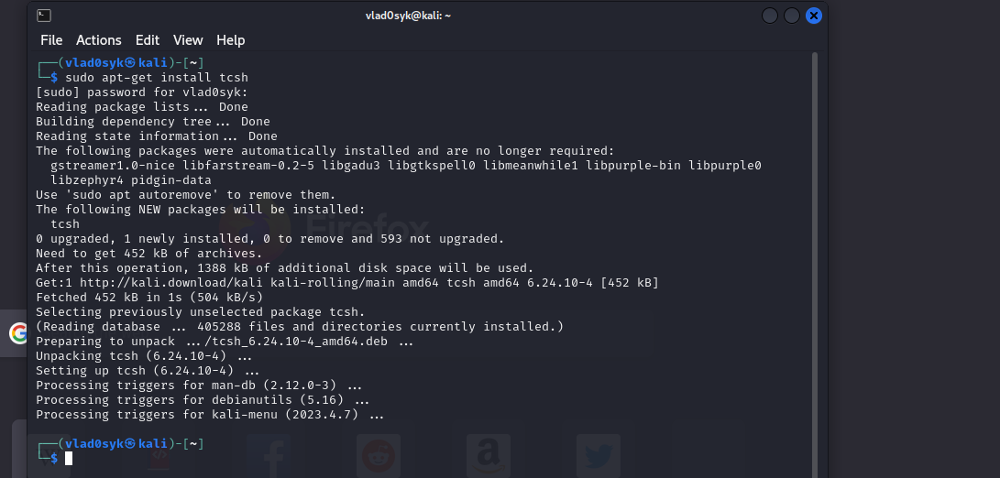 vlad0syk@kali: ~
File Actions Edit View Help
┌──(vlad0syk㉿kali)-[~]
└─$ sudo apt-get install tcsh
[sudo] password for vlad0syk:
Reading package lists... Done
Building dependency tree... Done
Reading state information... Done
The following packages were automatically installed and are no longer required:
  gstreamer1.0-nice libfarstream-0.2-5 libgadu3 libgtkspell0 libmeanwhile1 libpurple-bin libpurple0
  libzephyr4 pidgin-data
Use 'sudo apt autoremove' to remove them.
The following NEW packages will be installed:
  tcsh
Firefox
0 upgraded, 1 newly installed, 0 to remove and 593 not upgraded.
Need to get 452 kB of archives.
After this operation, 1388 kB of additional disk space will be used.
Get:1 http://kali.download/kali kali-rolling/main amd64 tcsh amd64 6.24.10-4 [452 kB]
Fetched 452 kB in 1s (504 kB/s)
Selecting previously unselected package tcsh.
(Reading database ... 405288 files and directories currently installed.)
Preparing to unpack .../tcsh_6.24.10-4_amd64.deb ...
Unpacking tcsh (6.24.10-4) ...
Setting up tcsh (6.24.10-4) ...
Processing triggers for man-db (2.12.0-3) ...
Processing triggers for debianutils (5.16) ...
Processing triggers for kali-menu (2023.4.7) ...
┌──(vlad0syk㉿kali)-[~]
└─$